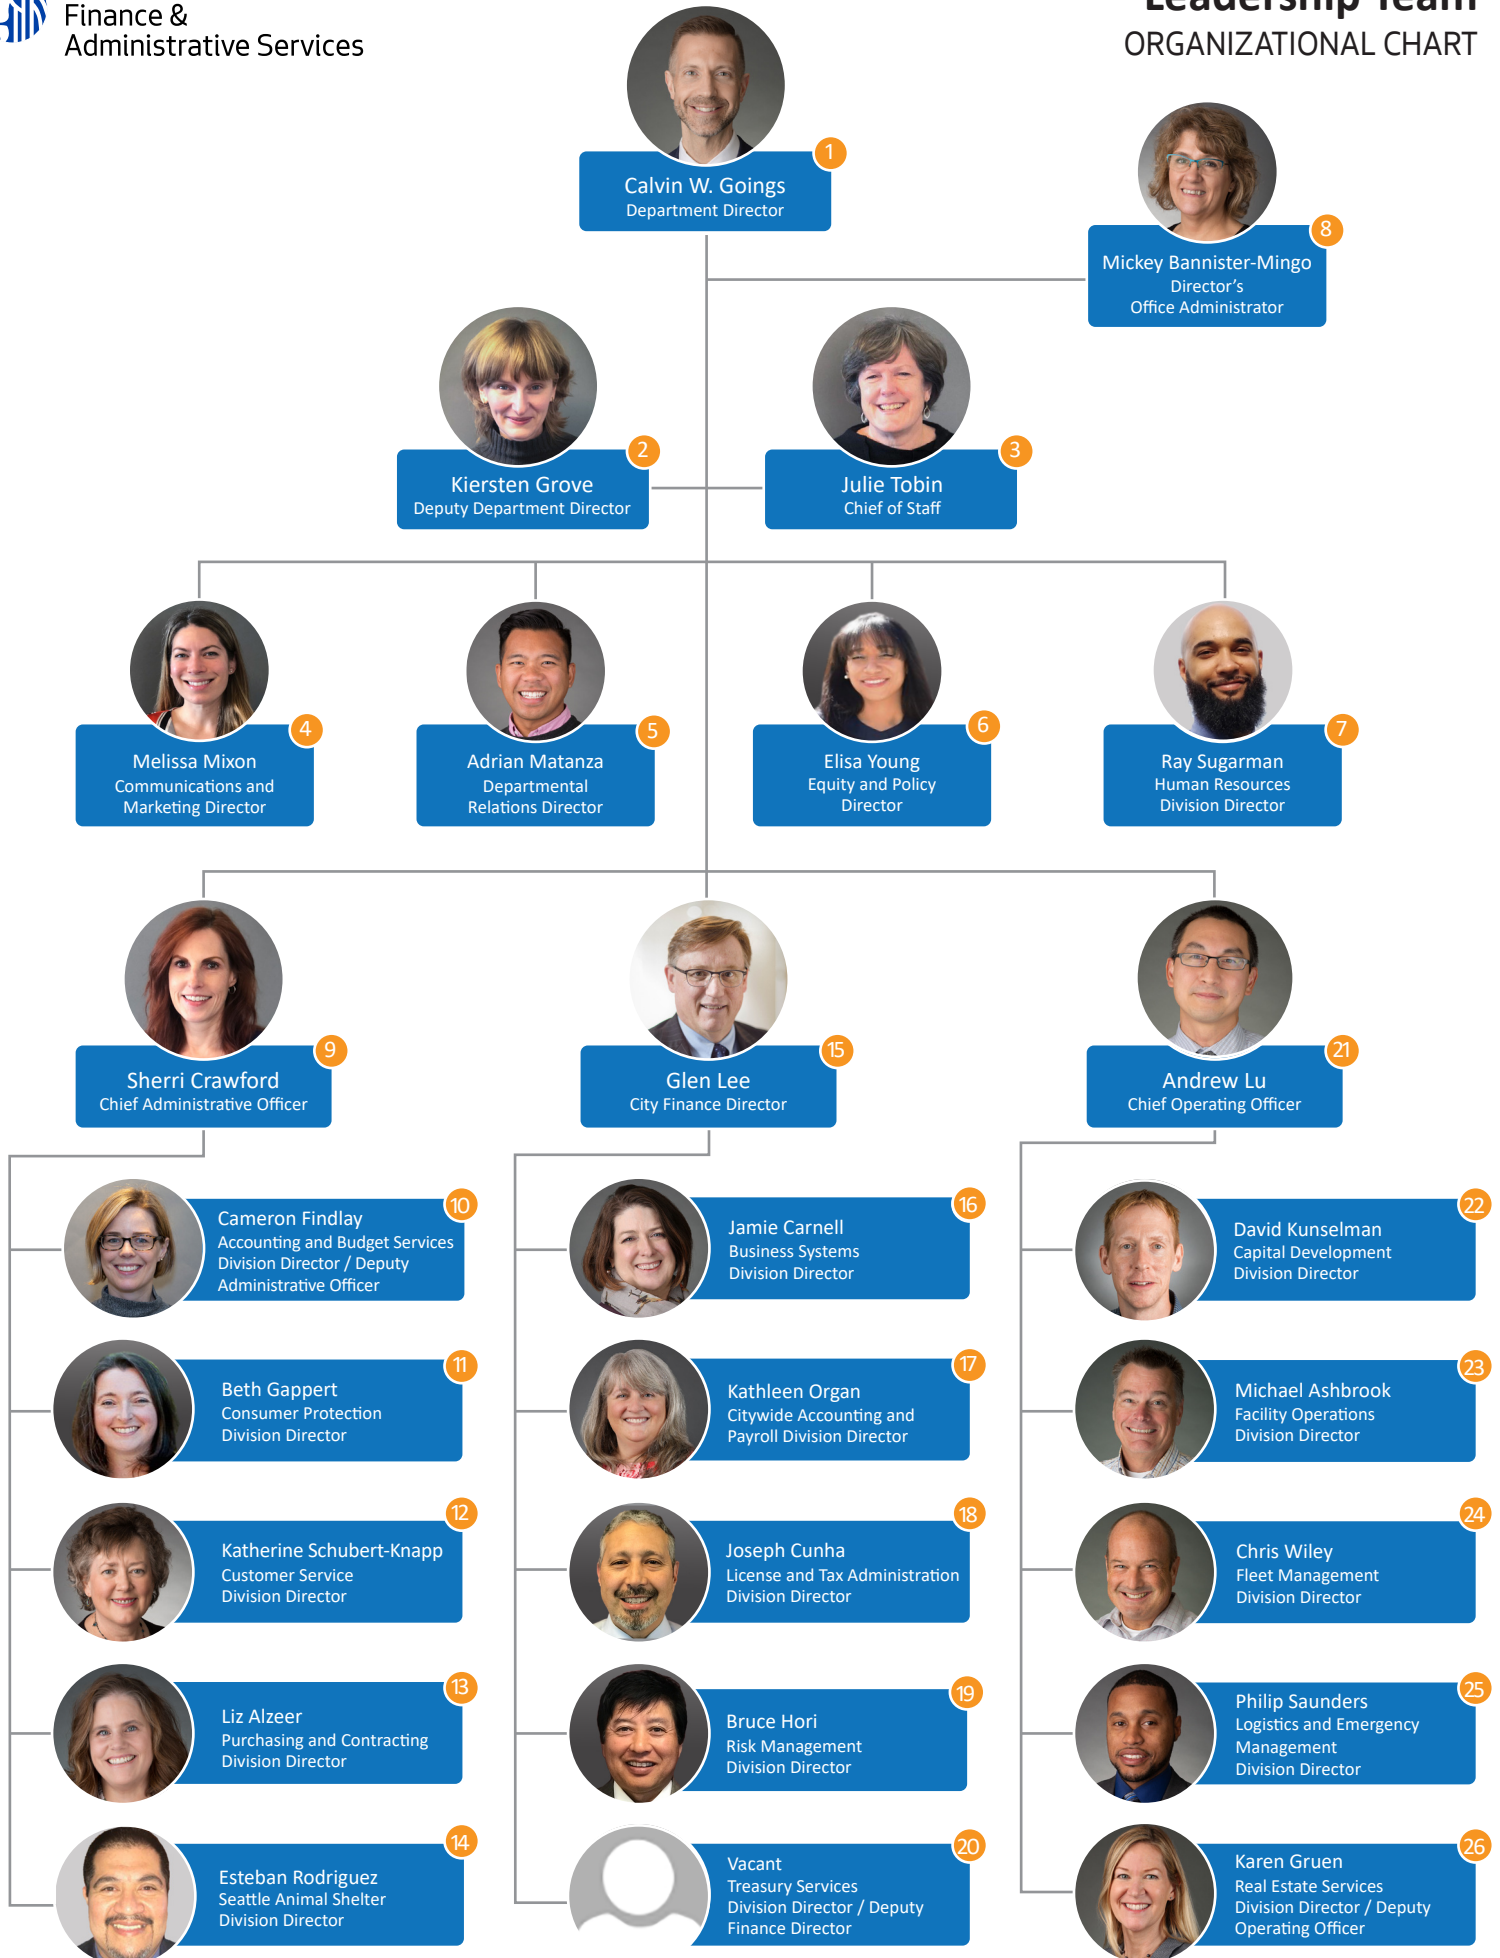 Finance &
Administrative Services
Leadership Team
ORGANIZATIONAL CHART
1
Calvin W. Goings
Department Director
8
Mickey Bannister-Mingo
Director's
Office Administrator
2
Kiersten Grove
Deputy Department Director
3
Julie Tobin
Chief of Staff
4
Melissa Mixon
Communications and
Marketing Director
5
Adrian Matanza
Departmental
Relations Director
6
Elisa Young
Equity and Policy
Director
7
Ray Sugarman
Human Resources
Division Director
9
Sherri Crawford
Chief Administrative Officer
15
Glen Lee
City Finance Director
21
Andrew Lu
Chief Operating Officer
10
Cameron Findlay
Accounting and Budget Services
Division Director / Deputy
Administrative Officer
11
Beth Gappert
Consumer Protection
Division Director
12
Katherine Schubert-Knapp
Customer Service
Division Director
13
Liz Alzeer
Purchasing and Contracting
Division Director
14
Esteban Rodriguez
Seattle Animal Shelter
Division Director
16
Jamie Carnell
Business Systems
Division Director
17
Kathleen Organ
Citywide Accounting and
Payroll Division Director
18
Joseph Cunha
License and Tax Administration
Division Director
19
Bruce Hori
Risk Management
Division Director
20
Vacant
Treasury Services
Division Director / Deputy
Finance Director
22
David Kunselman
Capital Development
Division Director
23
Michael Ashbrook
Facility Operations
Division Director
24
Chris Wiley
Fleet Management
Division Director
25
Philip Saunders
Logistics and Emergency
Management
Division Director
26
Karen Gruen
Real Estate Services
Division Director / Deputy
Operating Officer